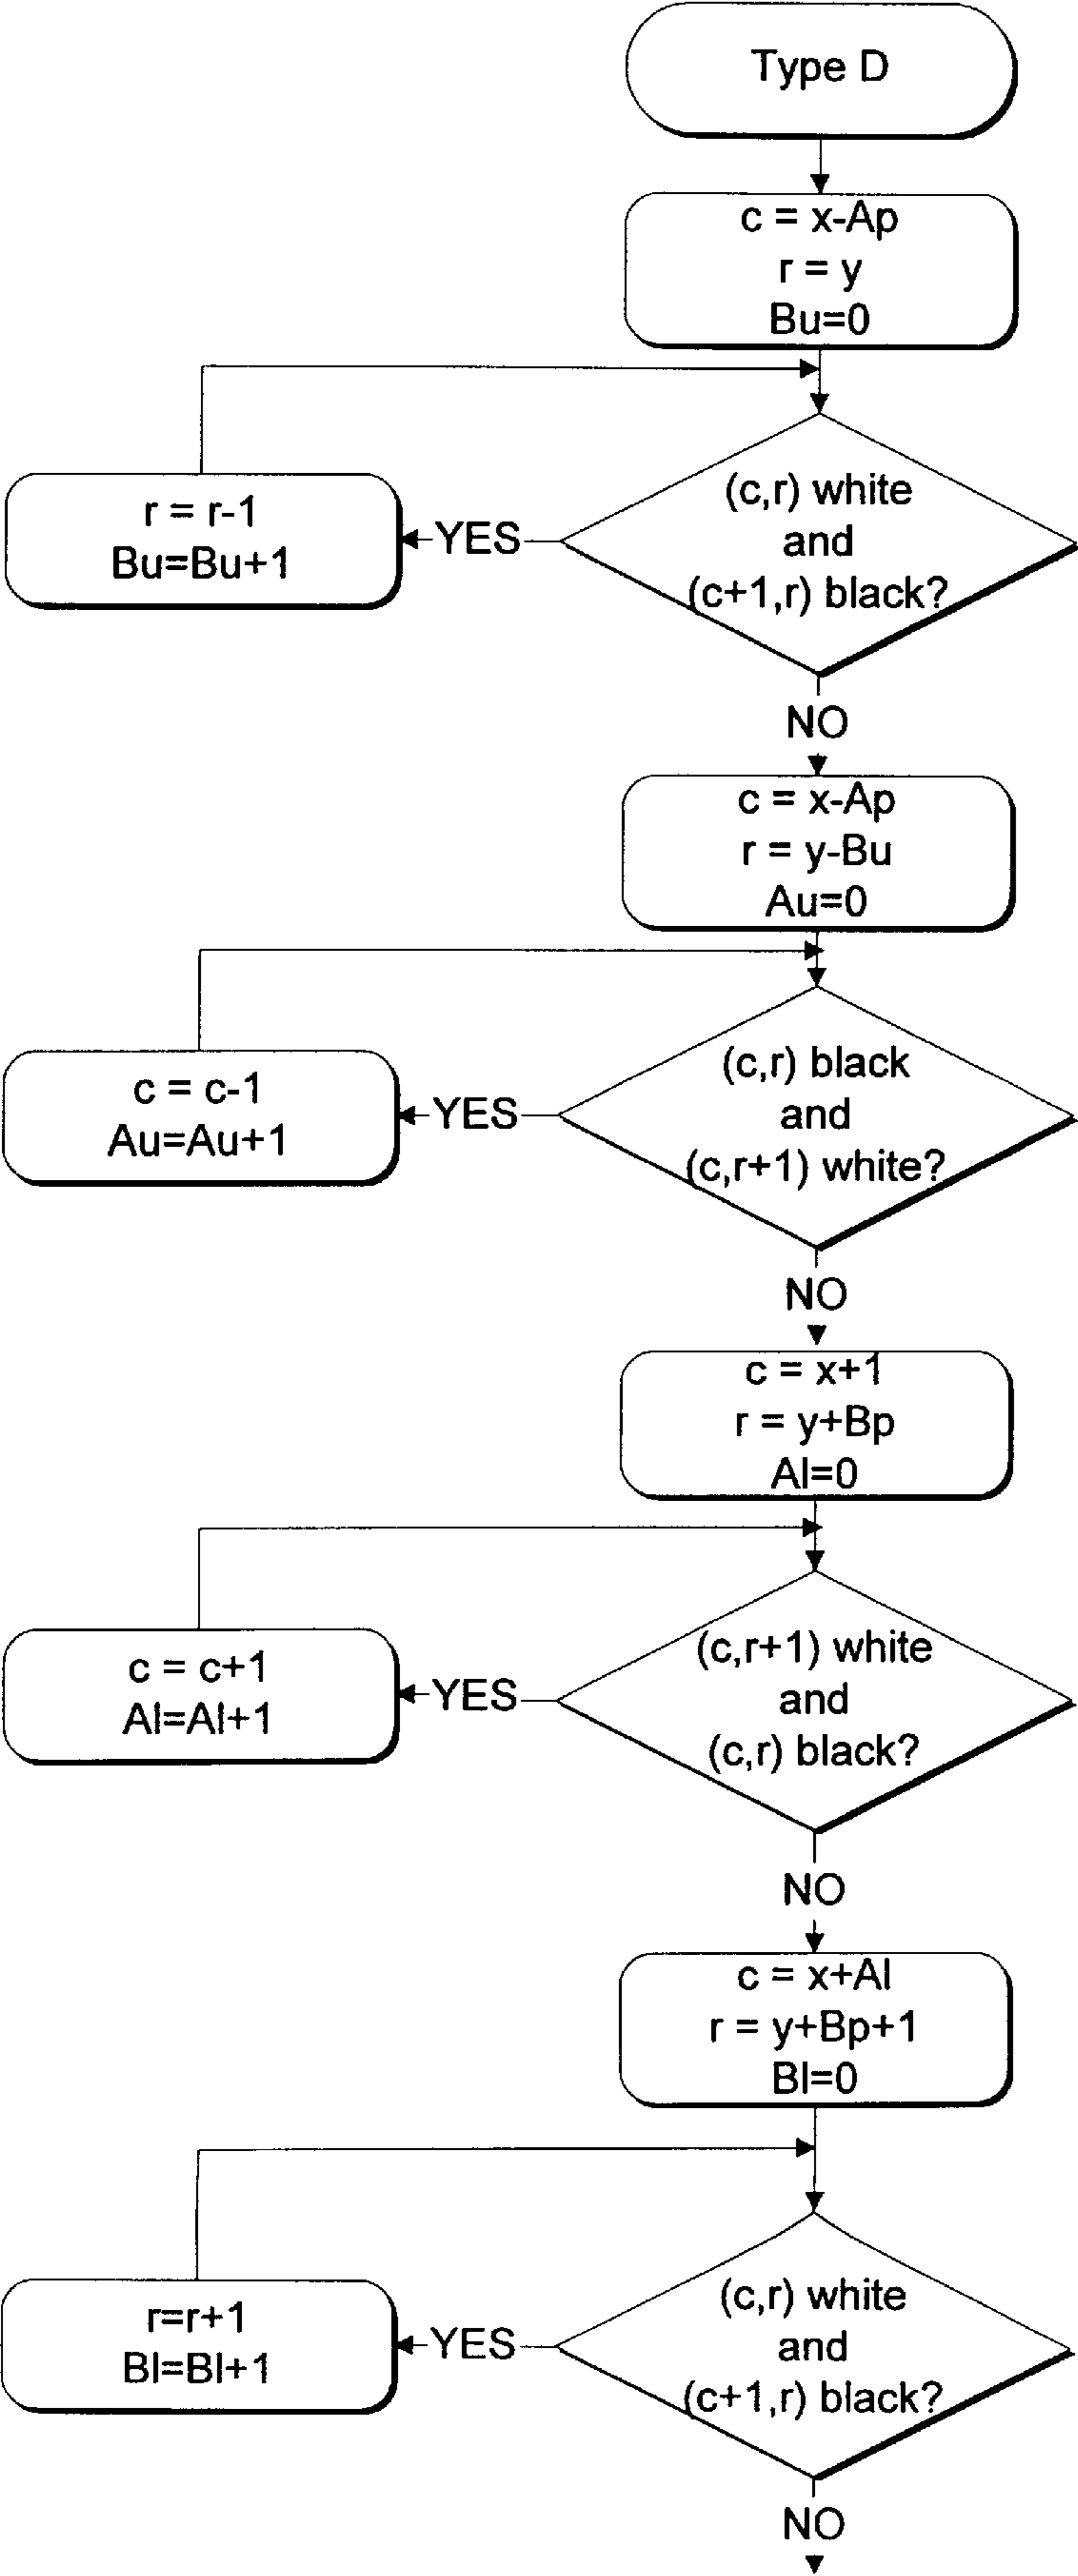 Type D
c = x-Ap
r = y
Bu=0
(c,r) white
and
(c+1,r) black?
YES
r = r-1
Bu=Bu+1
NO
c = x-Ap
r = y-Bu
Au=0
(c,r) black
and
(c,r+1) white?
YES
c = c-1
Au=Au+1
NO
c = x+1
r = y+Bp
Al=0
(c,r+1) white
and
(c,r) black?
YES
c = c+1
Al=Al+1
NO
c = x+Al
r = y+Bp+1
Bl=0
(c,r) white
and
(c+1,r) black?
YES
r=r+1
Bl=Bl+1
NO